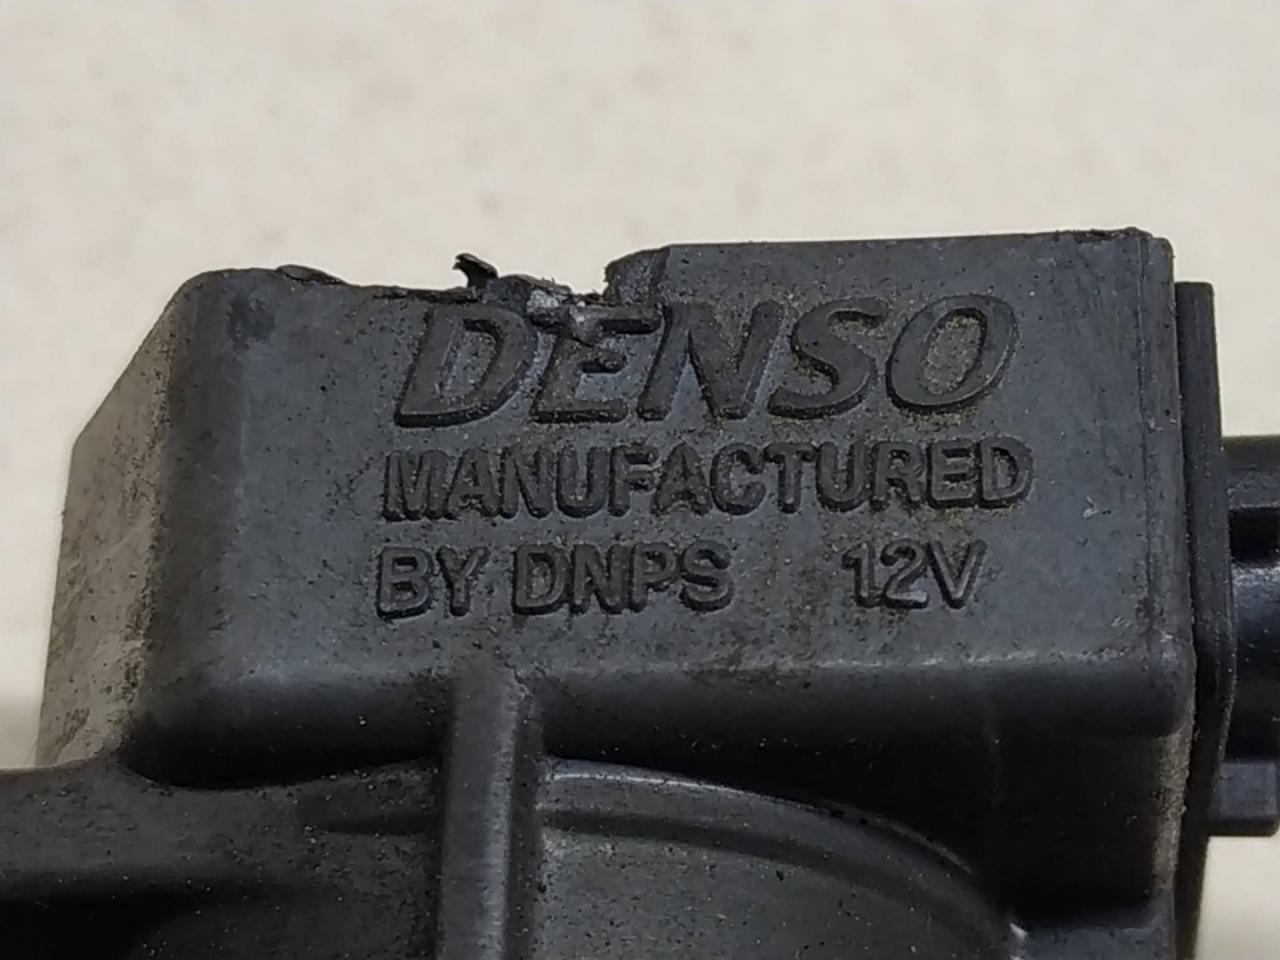 DENSO
MANUFACTURED
BY DNPS 12V